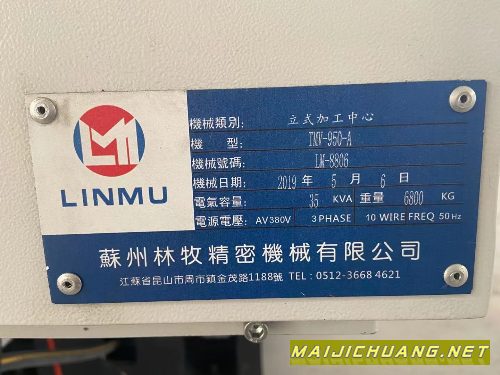 LINMU
機械類別: 立式加工中心
機 型: TMV-950-A
機械號碼: LM-8806
機械日期: 2019 年 5 月 6 日
電氣容量: 35 KVA 重量 6800 KG
電源電壓: AV380V 3 PHASE 10 WIRE FREQ 50 Hz
蘇州林牧精密機械有限公司
江蘇省昆山市周市鎮金茂路1188號 TEL : 0512-3668 4621
MAIJICHUANG.NET